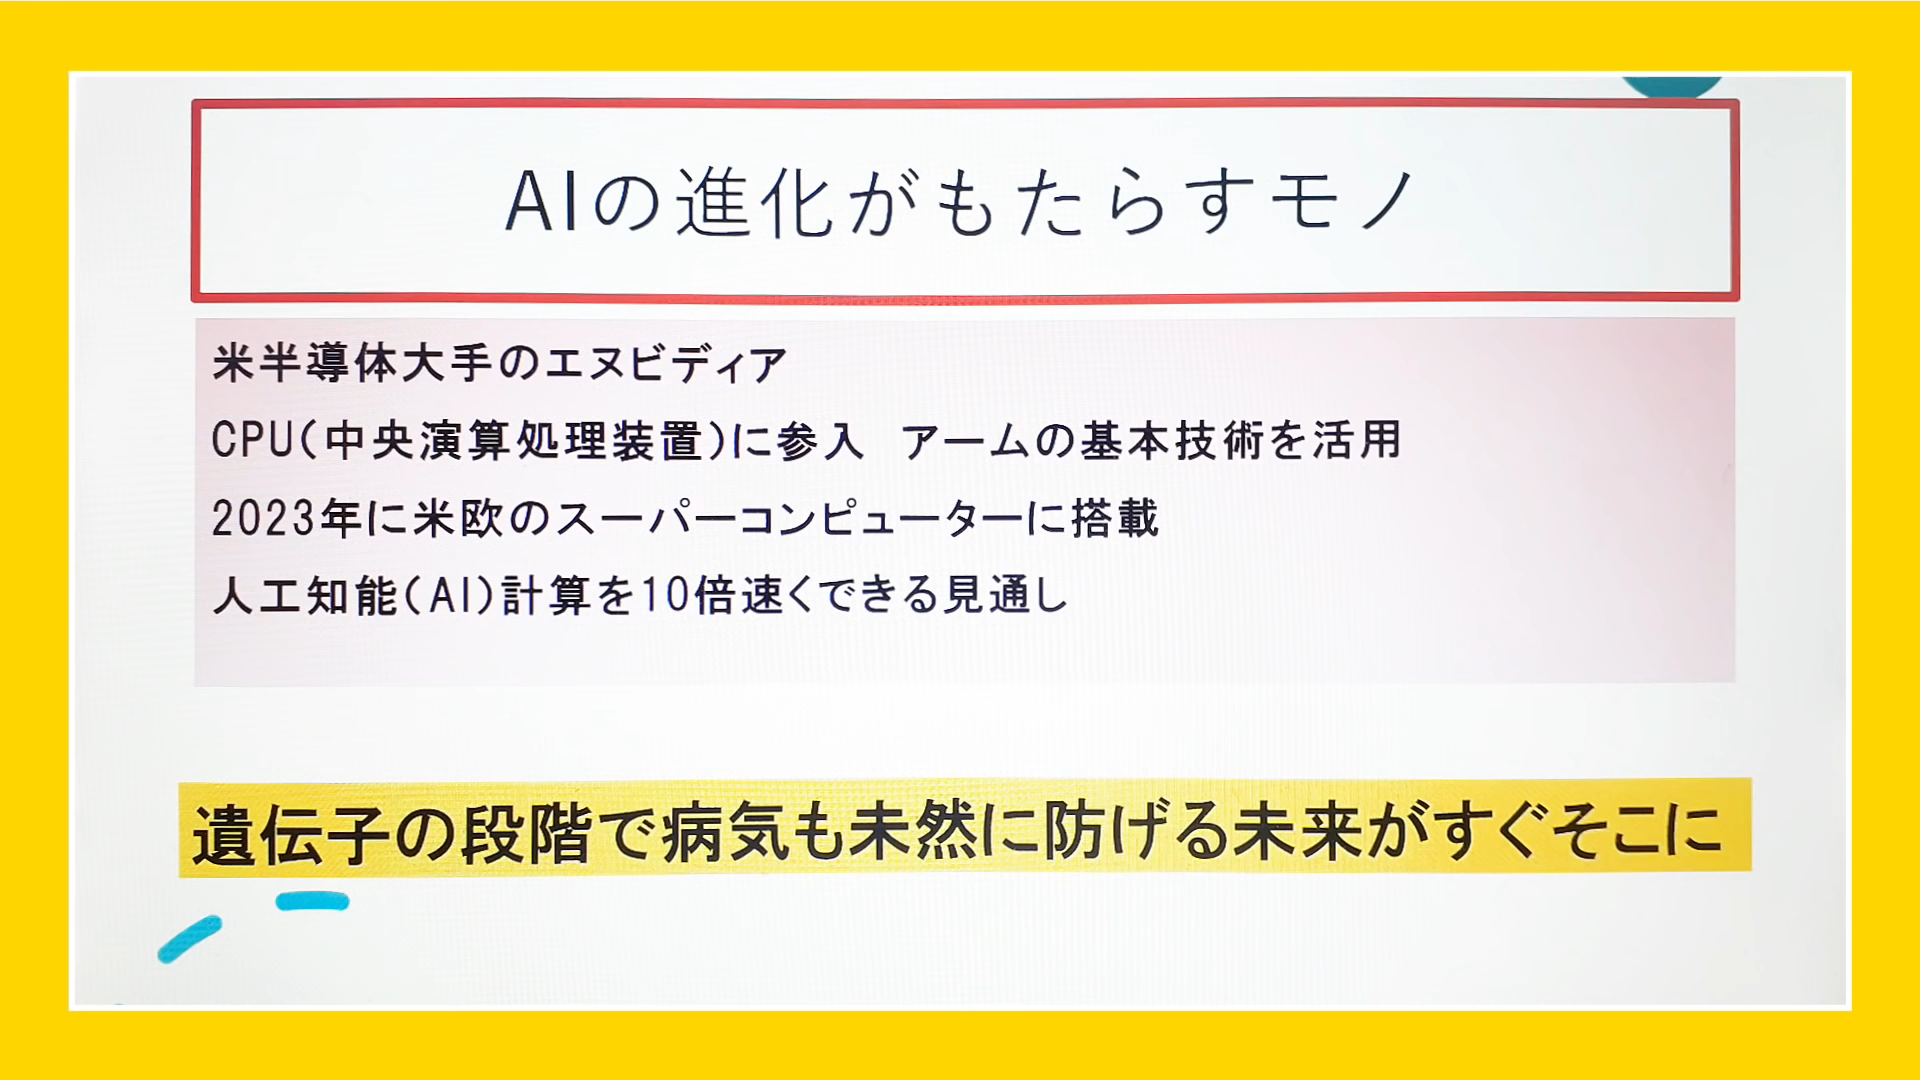 AIの進化がもたらすモノ
米半導体大手のエヌビディア
CPU(中央演算処理装置)に参入　アームの基本技術を活用
2023年に米欧のスーパーコンピューターに搭載
人工知能(AI)計算を10倍速くできる見通し
遺伝子の段階で病気も未然に防げる未来がすぐそこに